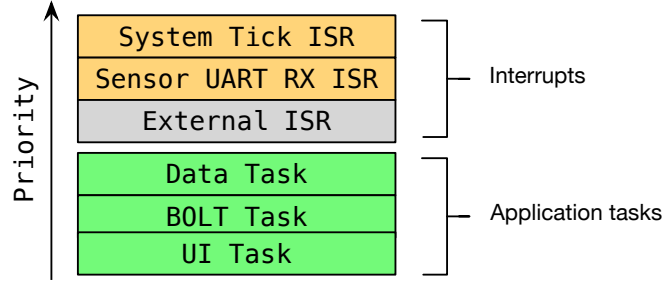 Priority
System Tick ISR
Sensor UART RX ISR
External ISR
Interrupts
Data Task
BOLT Task
UI Task
Application tasks